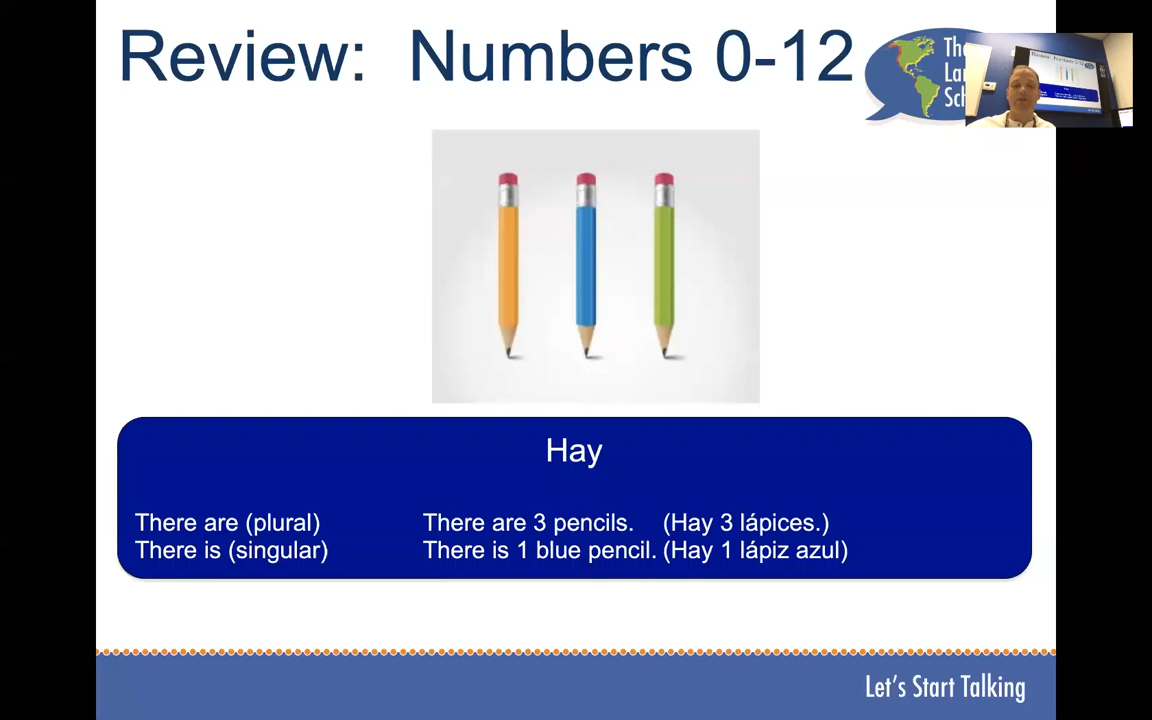 Review: Numbers 0-12
The
Hay
There are (plural) There are 3 pencils. (Hay 3 lápices.)
There is (singular) There is 1 blue pencil. (Hay 1 lápiz azul)
Let's Start Talking